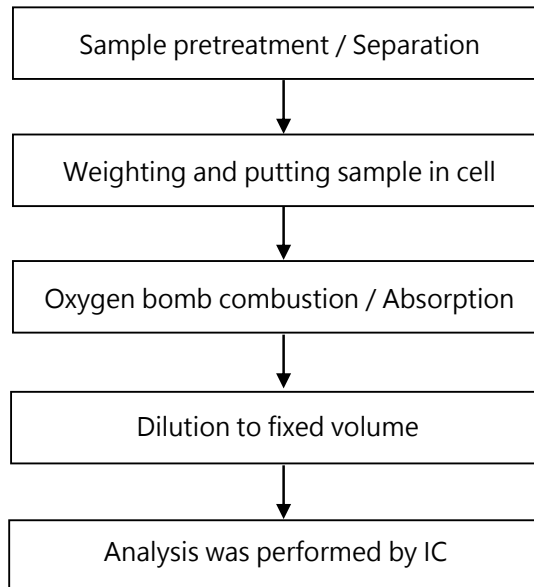 Sample pretreatment / Separation
Weighting and putting sample in cell
Oxygen bomb combustion / Absorption
Dilution to fixed volume
Analysis was performed by IC